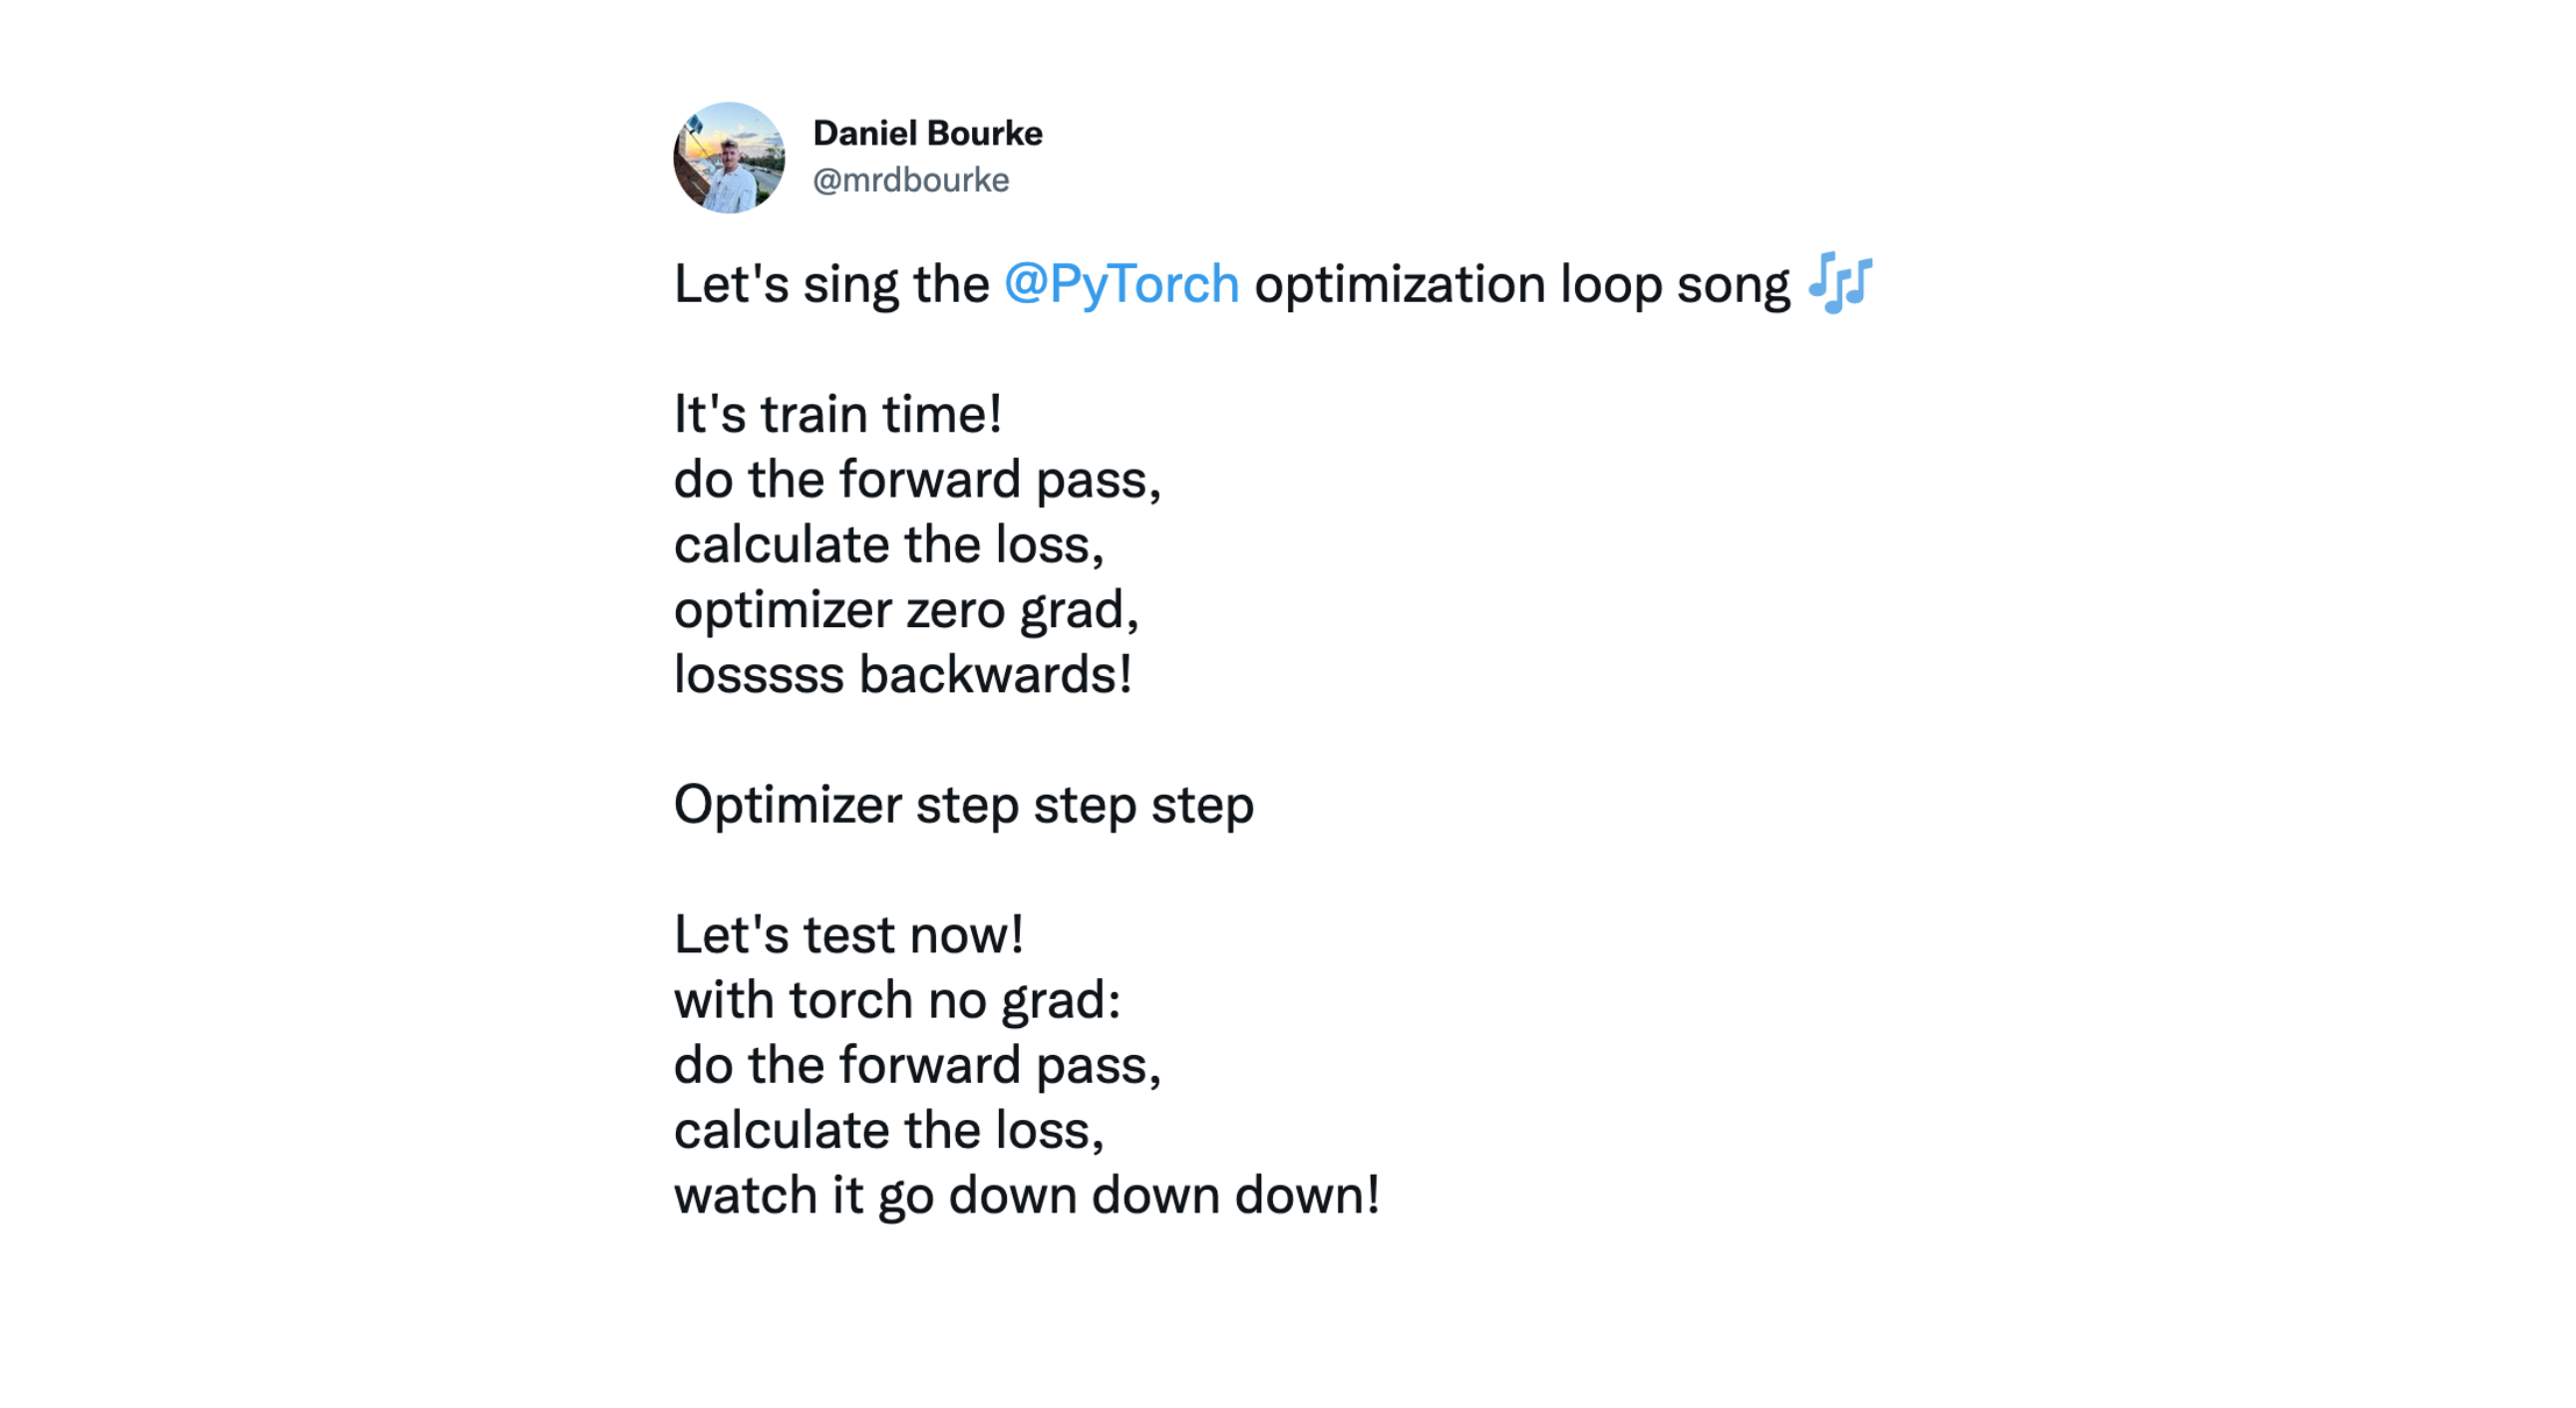 Daniel Bourke
@mrdbourke
Let's sing the @PyTorch optimization loop song 🎶
It's train time!
do the forward pass,
calculate the loss,
optimizer zero grad,
losssss backwards!
Optimizer step step step
Let's test now!
with torch no grad:
do the forward pass,
calculate the loss,
watch it go down down down!